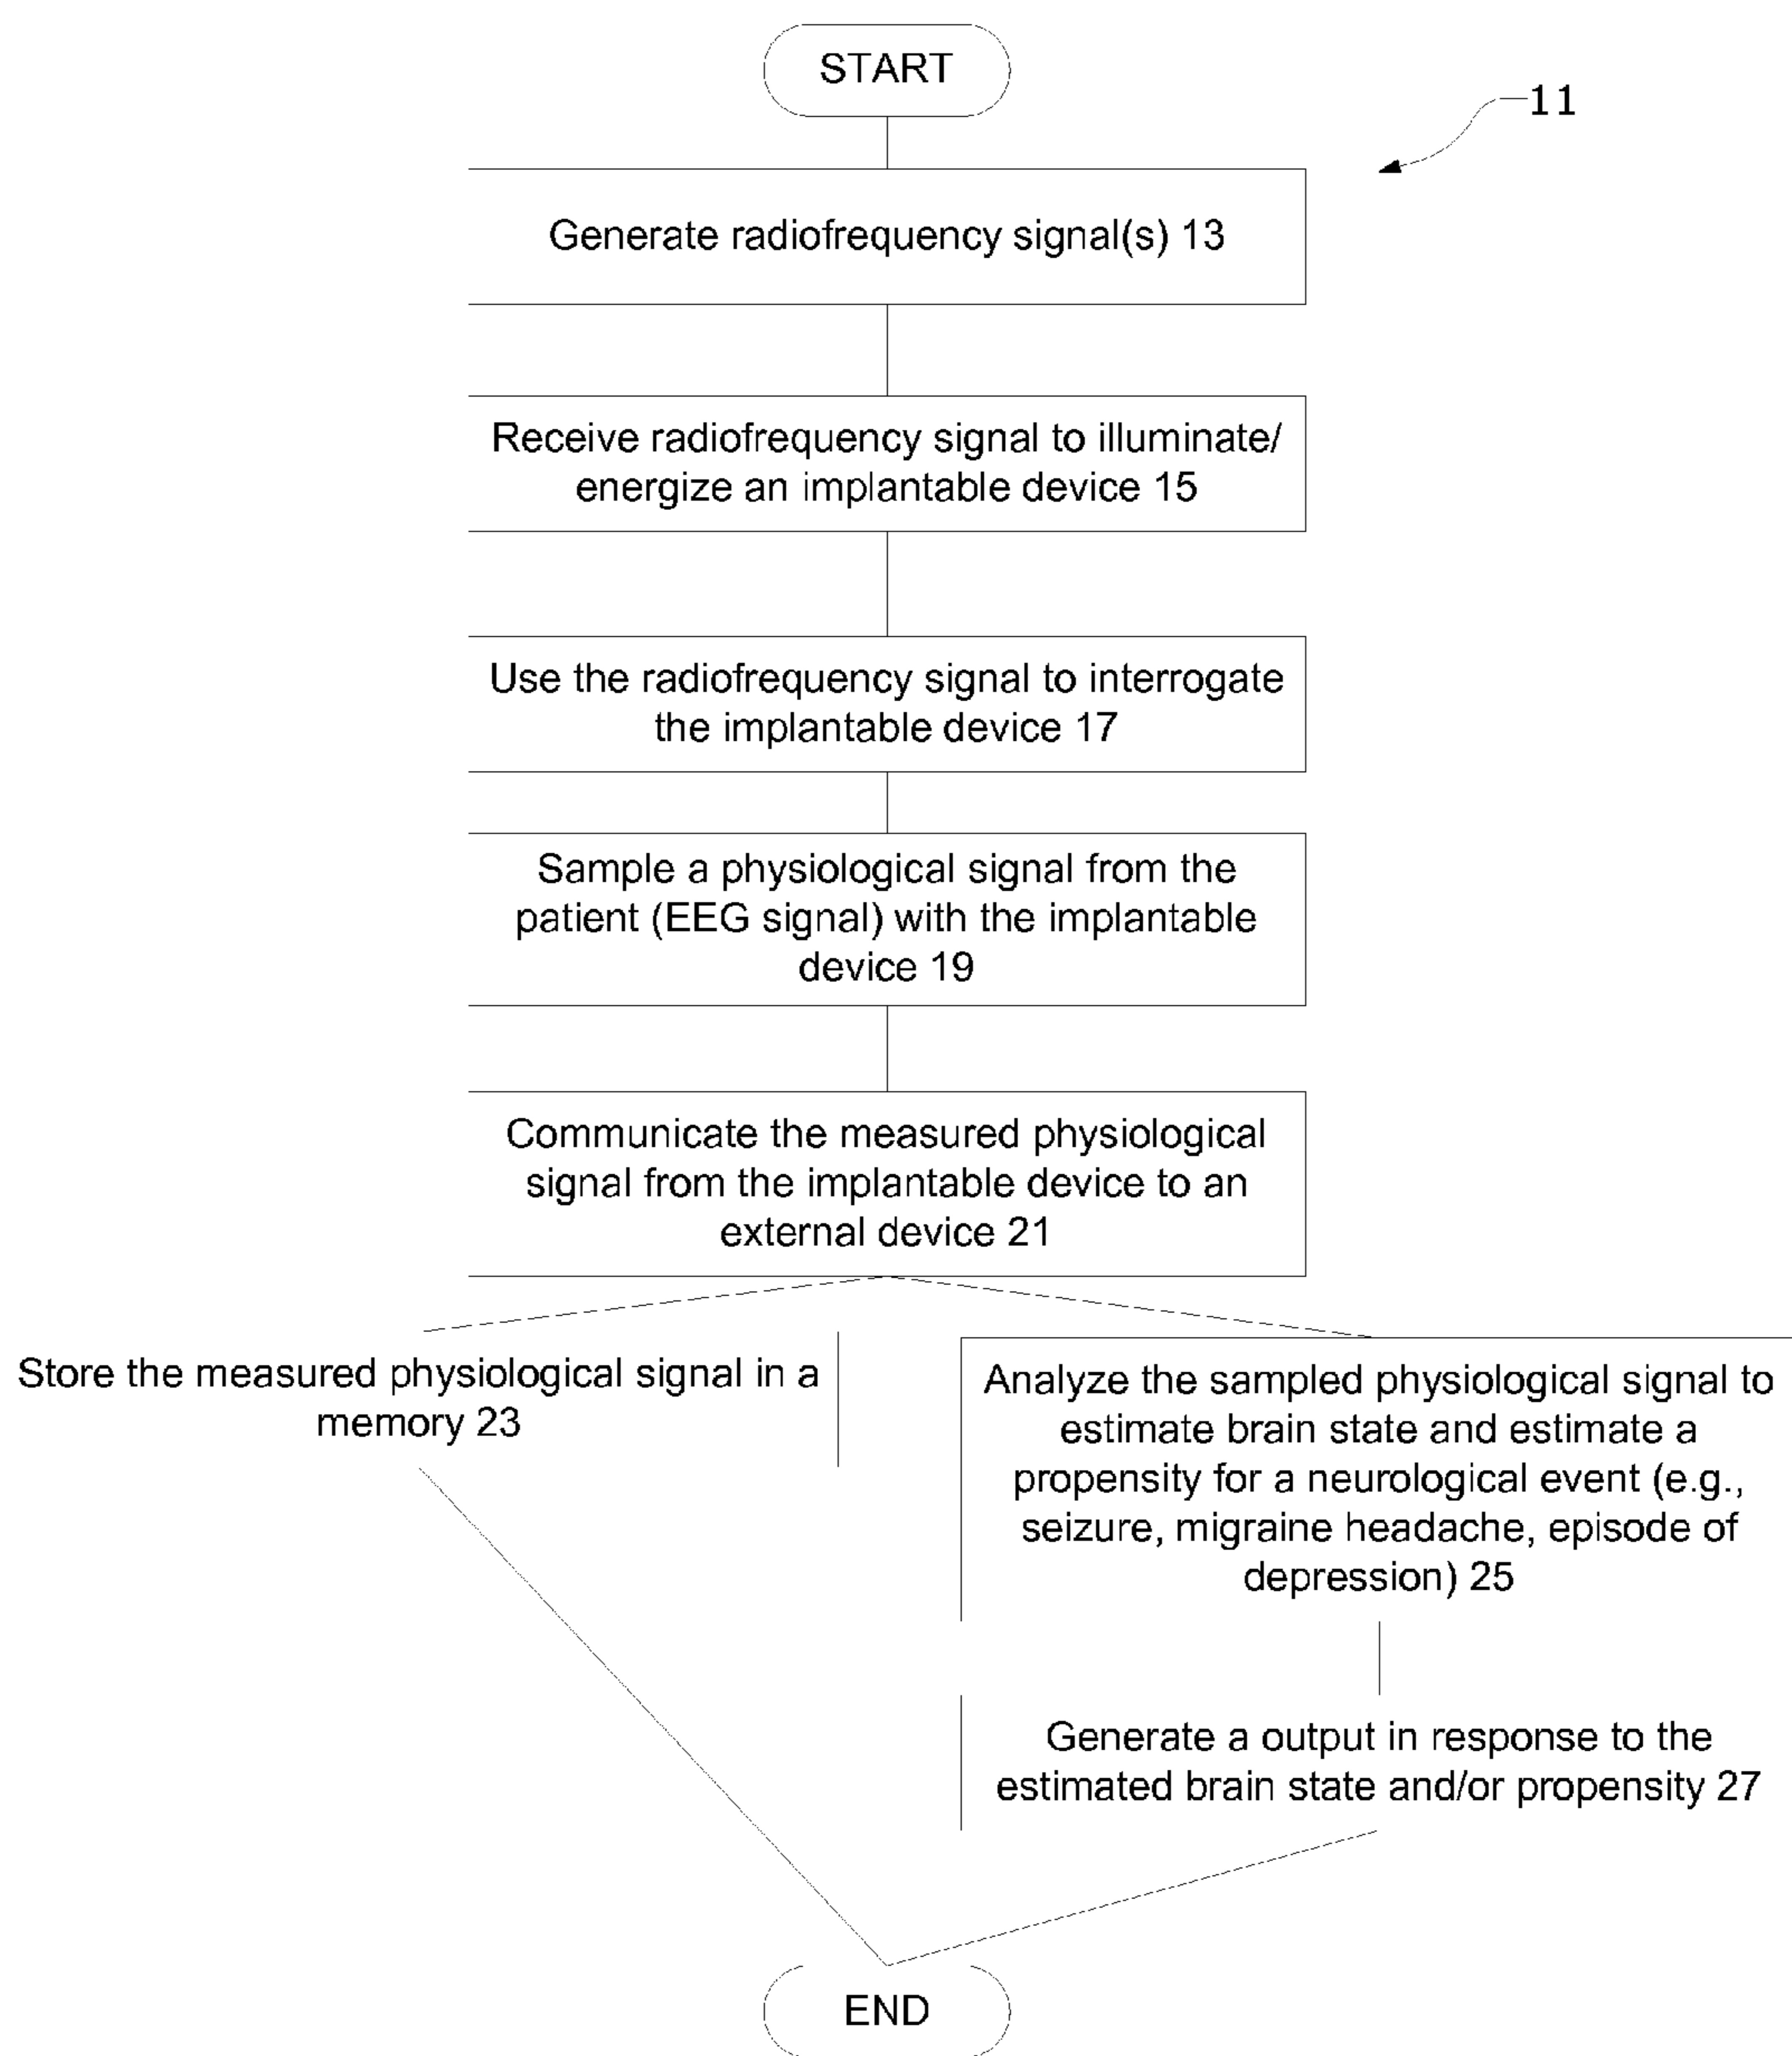 START
11
Generate radiofrequency signal(s) 13
Receive radiofrequency signal to illuminate/
energize an implantable device 15
Use the radiofrequency signal to interrogate
the implantable device 17
Sample a physiological signal from the
patient (EEG signal) with the implantable
device 19
Communicate the measured physiological
signal from the implantable device to an
external device 21
Store the measured physiological signal in a
memory 23
Analyze the sampled physiological signal to
estimate brain state and estimate a
propensity for a neurological event (e.g.,
seizure, migraine headache, episode of
depression) 25
Generate a output in response to the
estimated brain state and/or propensity 27
END